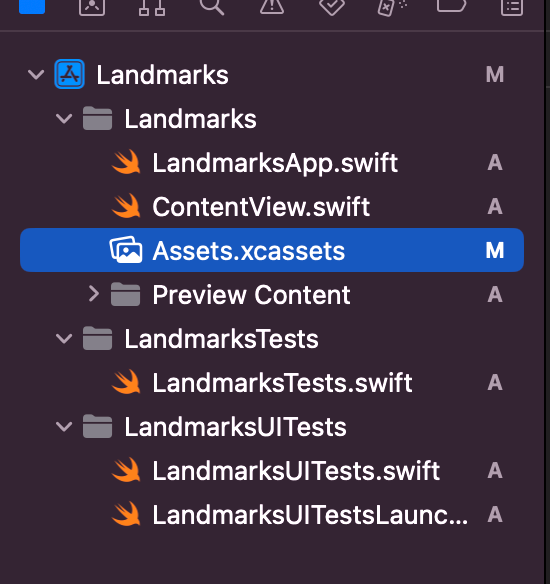 Landmarks M
Landmarks
LandmarksApp.swift A
ContentView.swift A
Assets.xcassets M
Preview Content A
LandmarksTests
LandmarksTests.swift A
LandmarksUITests
LandmarksUITests.swift A
LandmarksUITestsLaunc... A